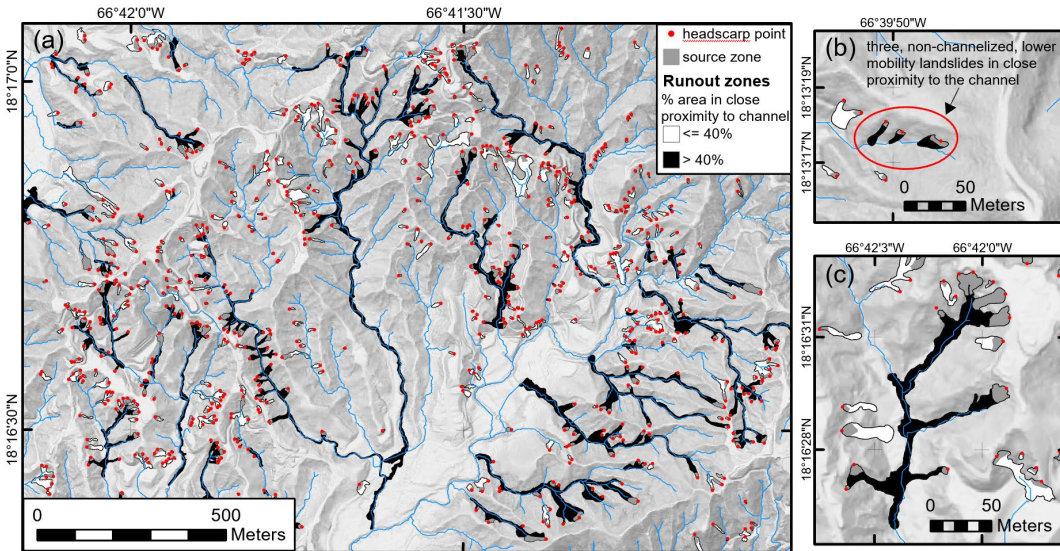 66°42'0"W
66°41'30"W
(a)
headscarp point
source zone
Runout zones
% area in close
proximity to channel
<= 40%
> 40%
18°17'0"N
18°16'30"N
0 500
Meters
66°39'50"W
(b)
three, non-channelized, lower
mobility landslides in close
proximity to the channel
18°13'19"N
18°13'17"N
0 50
Meters
66°42'3"W
66°42'0"W
(c)
18°16'31"N
18°16'28"N
0 50
Meters